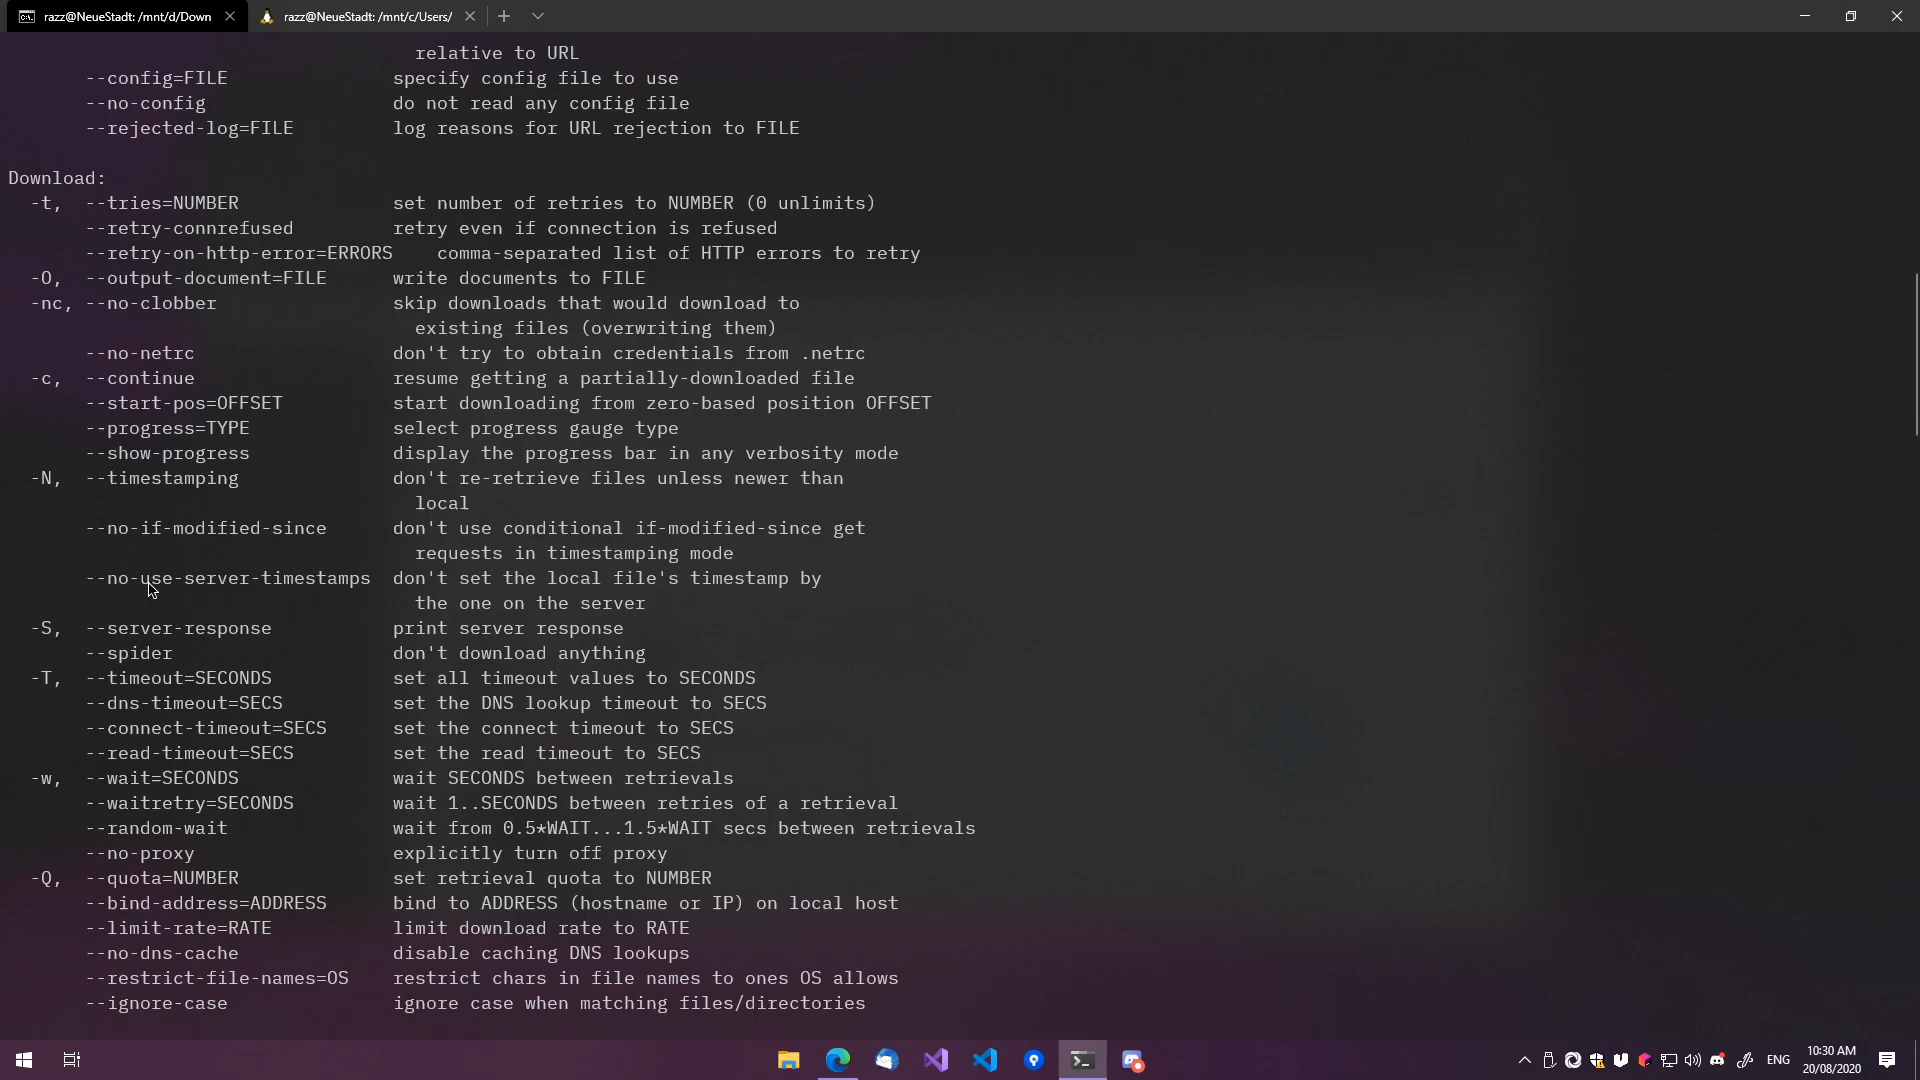 razz@NeueStadt: /mnt/d/Down
razz@NeueStadt: /mnt/c/Users/
relative to URL
--config=FILE specify config file to use
--no-config do not read any config file
--rejected-log=FILE log reasons for URL rejection to FILE
Download:
-t, --tries=NUMBER set number of retries to NUMBER (0 unlimits)
--retry-connrefused retry even if connection is refused
--retry-on-http-error=ERRORS comma-separated list of HTTP errors to retry
-O, --output-document=FILE write documents to FILE
-nc, --no-clobber skip downloads that would download to
existing files (overwriting them)
--no-netrc don't try to obtain credentials from .netrc
-c, --continue resume getting a partially-downloaded file
--start-pos=OFFSET start downloading from zero-based position OFFSET
--progress=TYPE select progress gauge type
--show-progress display the progress bar in any verbosity mode
-N, --timestamping don't re-retrieve files unless newer than
local
--no-if-modified-since don't use conditional if-modified-since get
requests in timestamping mode
--no-use-server-timestamps don't set the local file's timestamp by
the one on the server
-S, --server-response print server response
--spider don't download anything
-T, --timeout=SECONDS set all timeout values to SECONDS
--dns-timeout=SECS set the DNS lookup timeout to SECS
--connect-timeout=SECS set the connect timeout to SECS
--read-timeout=SECS set the read timeout to SECS
-w, --wait=SECONDS wait SECONDS between retrievals
--waitretry=SECONDS wait 1..SECONDS between retries of a retrieval
--random-wait wait from 0.5*WAIT...1.5*WAIT secs between retrievals
--no-proxy explicitly turn off proxy
-Q, --quota=NUMBER set retrieval quota to NUMBER
--bind-address=ADDRESS bind to ADDRESS (hostname or IP) on local host
--limit-rate=RATE limit download rate to RATE
--no-dns-cache disable caching DNS lookups
--restrict-file-names=OS restrict chars in file names to ones OS allows
--ignore-case ignore case when matching files/directories
ENG
10:30 AM
20/08/2020